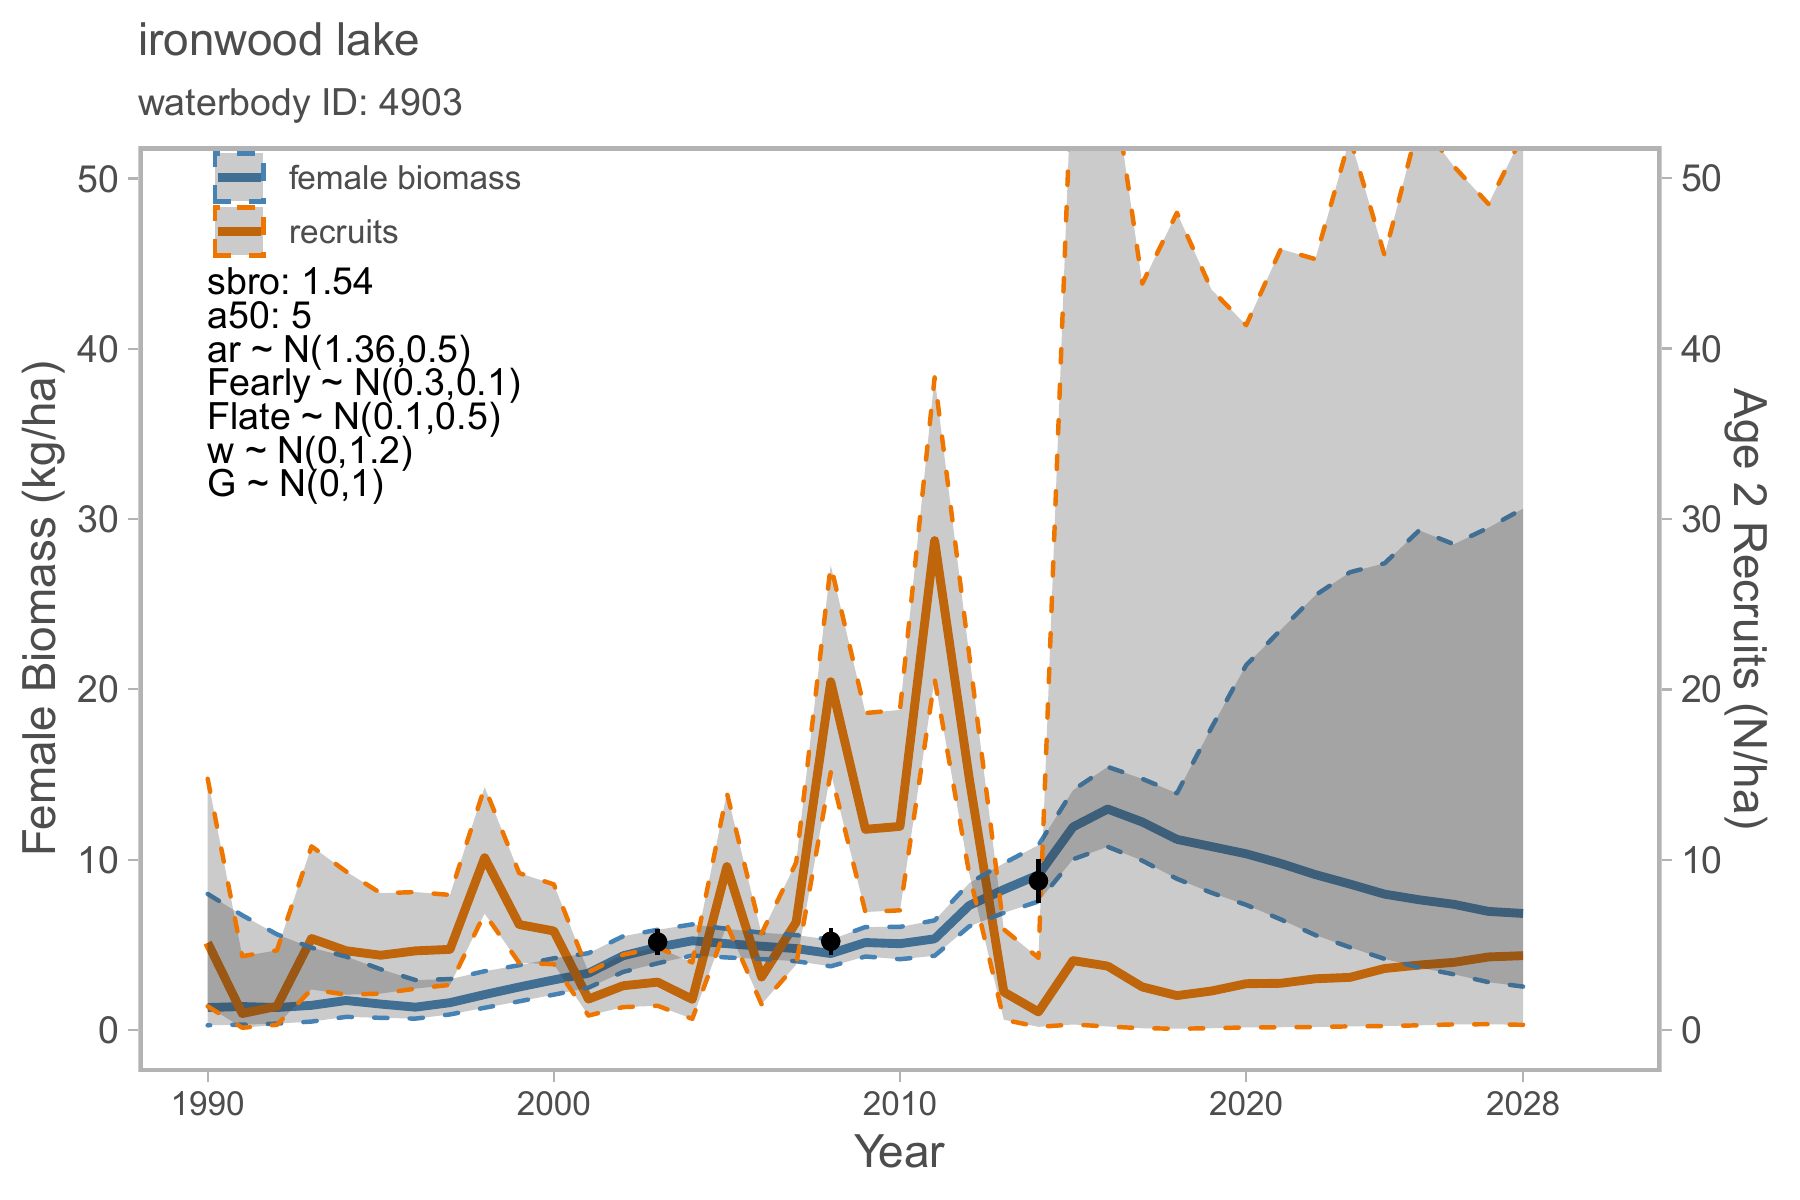 ironwood lake
waterbody ID: 4903
female biomass
recruits
sbro: 1.54
a50: 5
ar ~ N(1.36,0.5)
Fearly ~ N(0.3,0.1)
Flate ~ N(0.1,0.5)
w ~ N(0,1.2)
G ~ N(0,1)
Female Biomass (kg/ha)
50
40
30
20
10
0
50
40
30
20
10
0
Age 2 Recruits (N/ha)
1990 2000 2010 2020 2028
Year